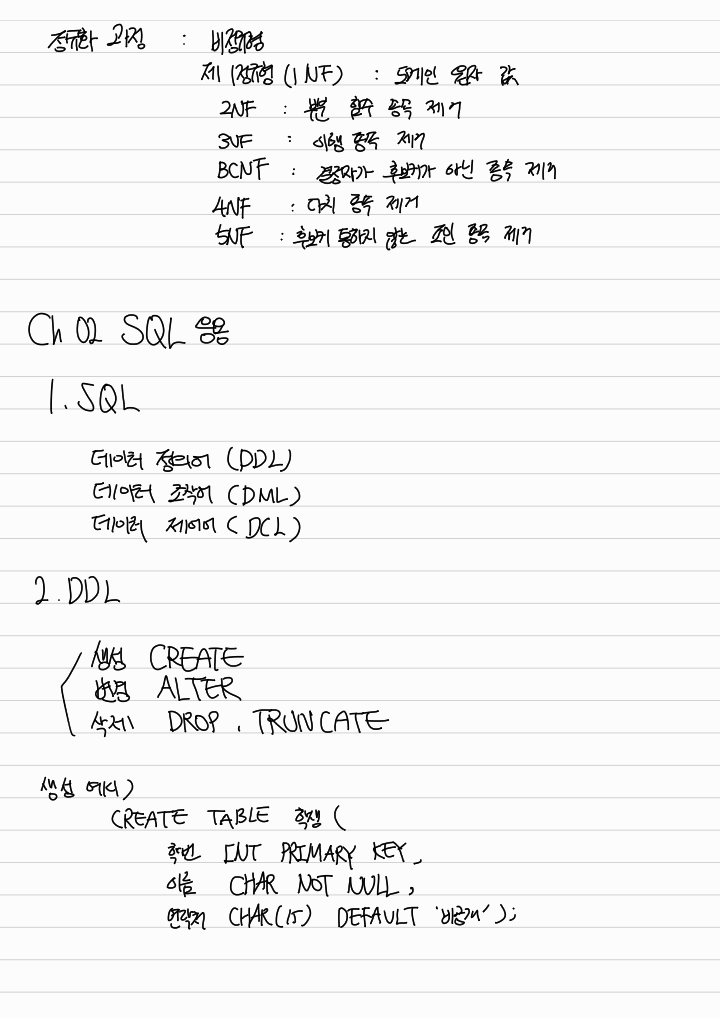 정규화 과정 : 비정규형
제 1정규형 (1NF) : 도메인 원자 값
2NF : 부분 함수 종속 제거
3NF : 이행 종속 제거
BCNF : 결정자가 후보키가 아닌 종속 제거
4NF : 다치 종속 제거
5NF : 후보키 통하지 않는 조인 종속 제거
Ch 02 SQL 응용
1. SQL
데이터 정의어 (DDL)
데이터 조작어 (DML)
데이터 제어어 (DCL)
2. DDL
생성 CREATE
변경 ALTER
삭제 DROP, TRUNCATE
생성 예시)
CREATE TABLE 학생 (
학번 INT PRIMARY KEY,
이름 CHAR NOT NULL,
연락처 CHAR(15) DEFAULT '비공개');